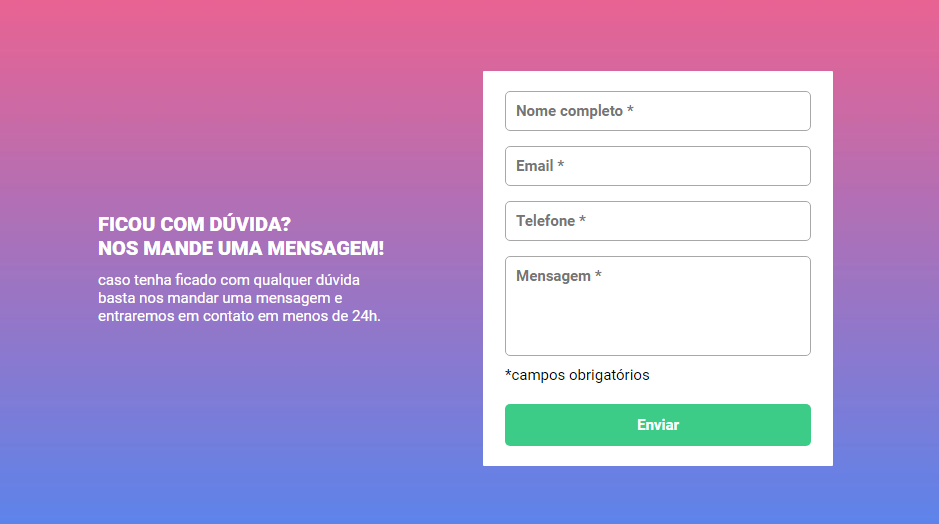 FICOU COM DÚVIDA?
NOS MANDE UMA MENSAGEM!
caso tenha ficado com qualquer dúvida
basta nos mandar uma mensagem e
entraremos em contato em menos de 24h.
Nome completo *
Email *
Telefone *
Mensagem *
*campos obrigatórios
Enviar